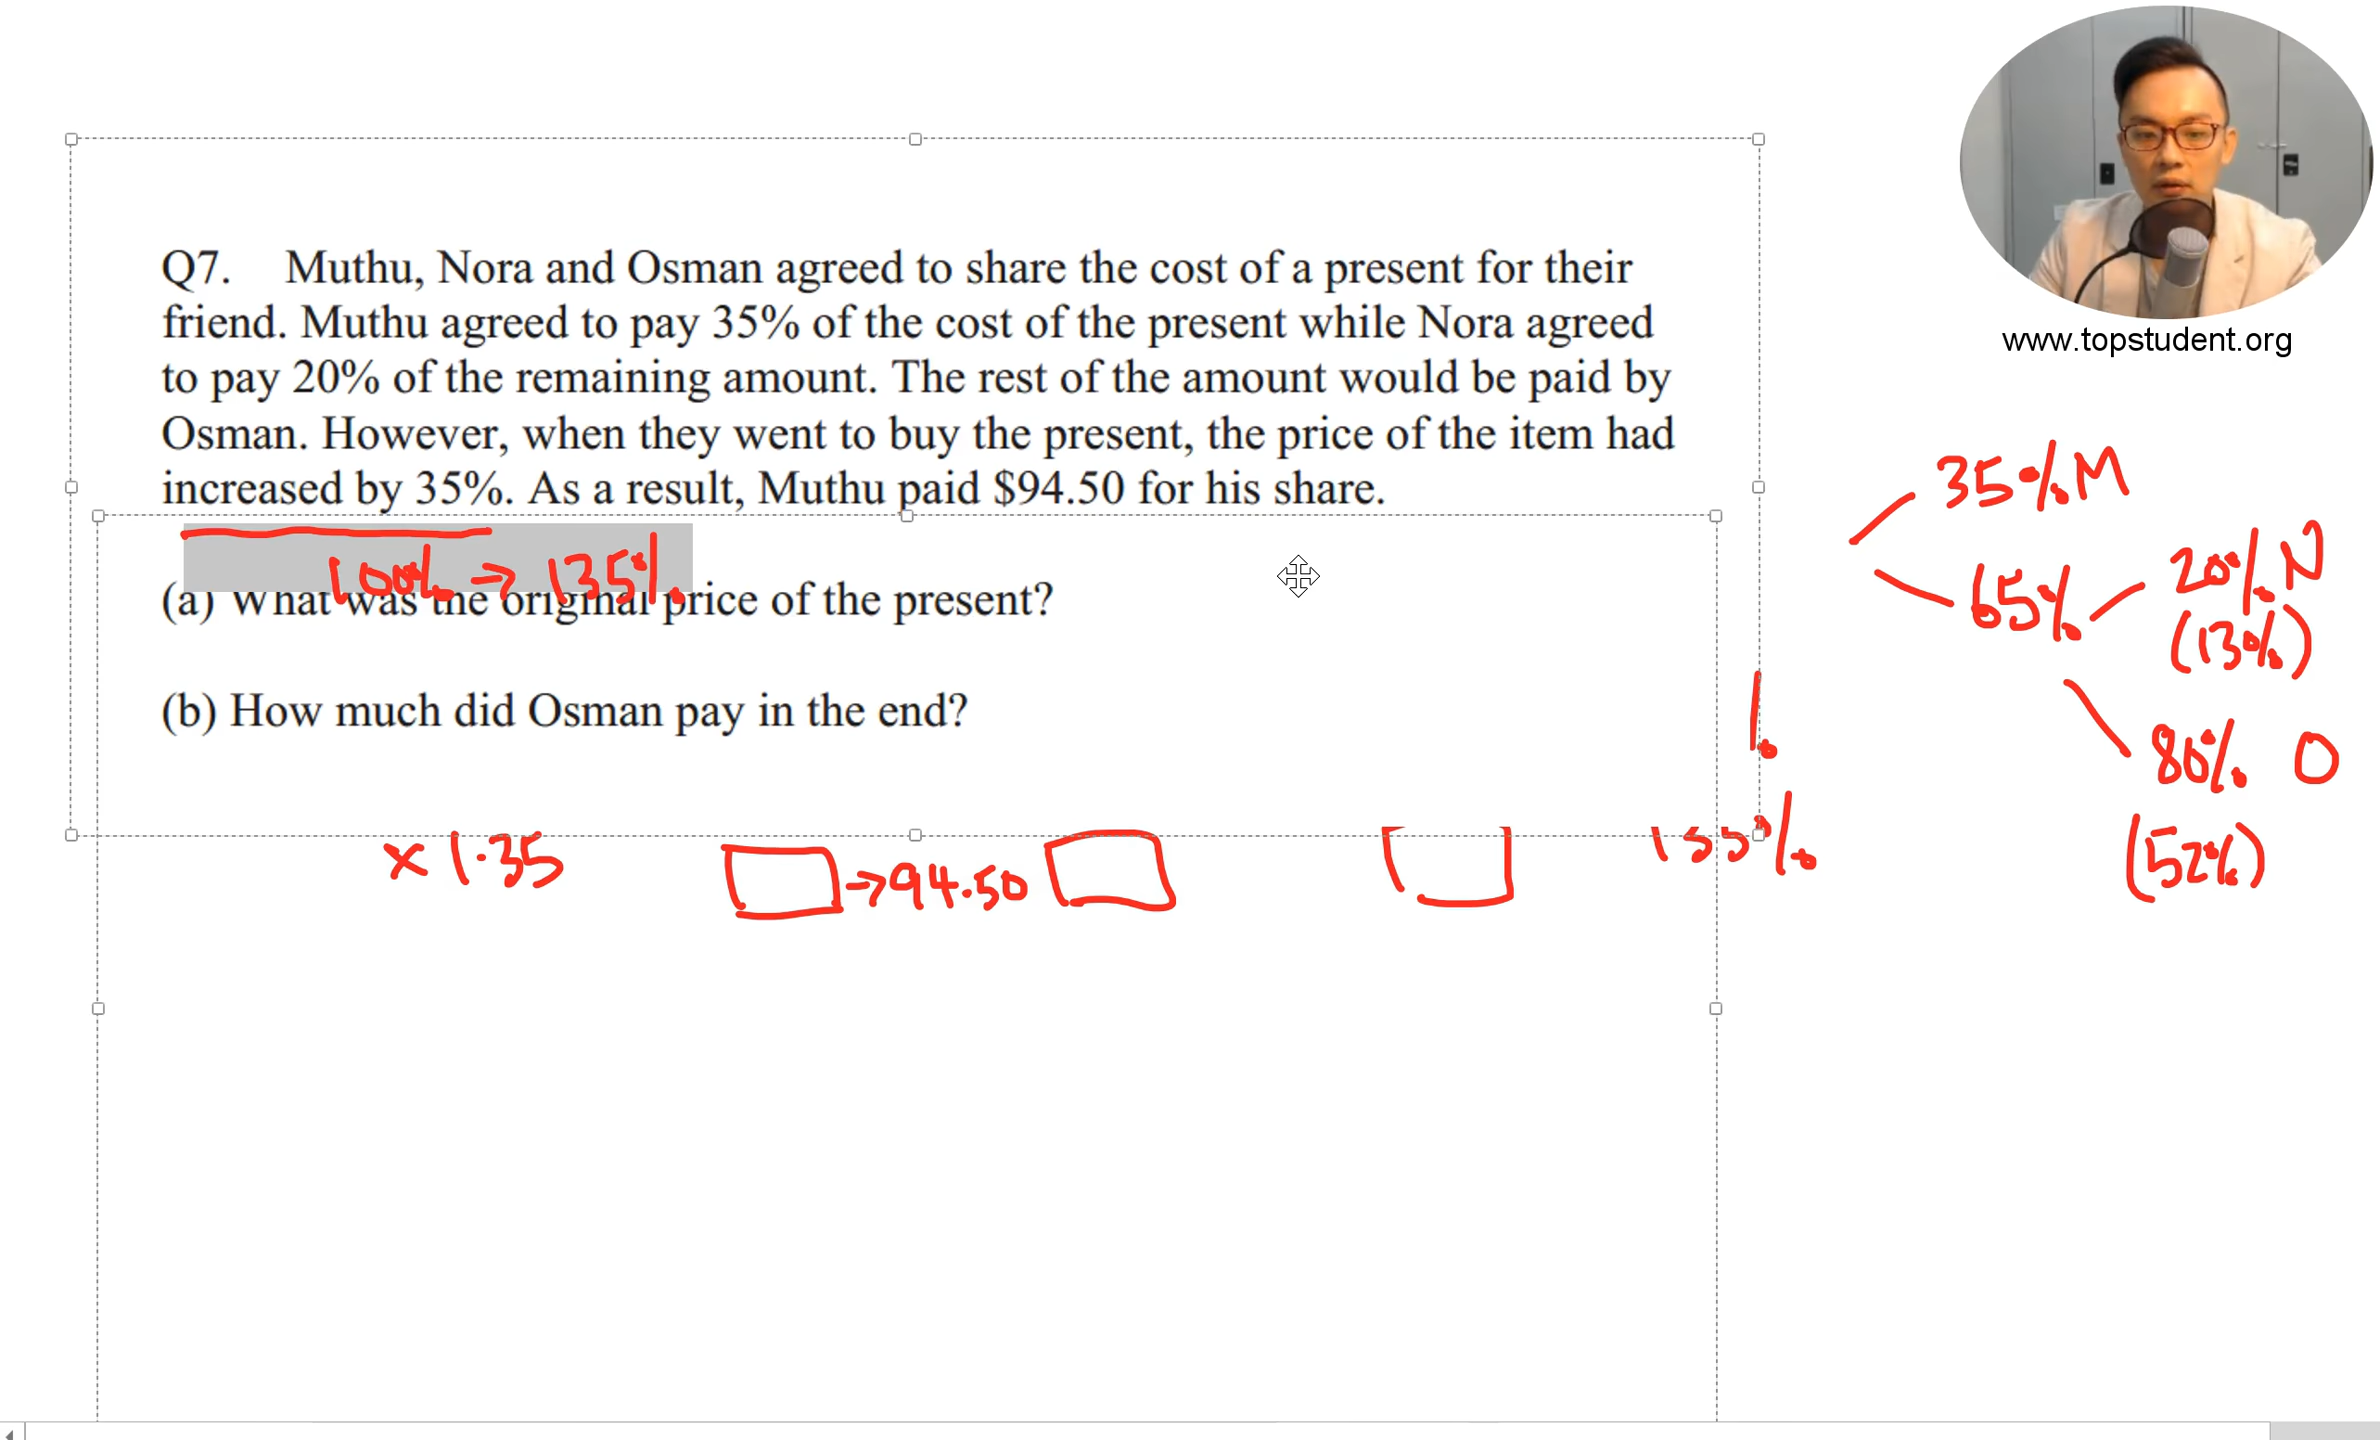 Q7. Muthu, Nora and Osman agreed to share the cost of a present for their
friend. Muthu agreed to pay 35% of the cost of the present while Nora agreed
to pay 20% of the remaining amount. The rest of the amount would be paid by
Osman. However, when they went to buy the present, the price of the item had
increased by 35%. As a result, Muthu paid $94.50 for his share.
100% → 135%
(a) What was the original price of the present?
(b) How much did Osman pay in the end?
x 1.35
→ 94.50
www.topstudent.org
35% M
65%
20% N
(13%)
80% O
(52%)